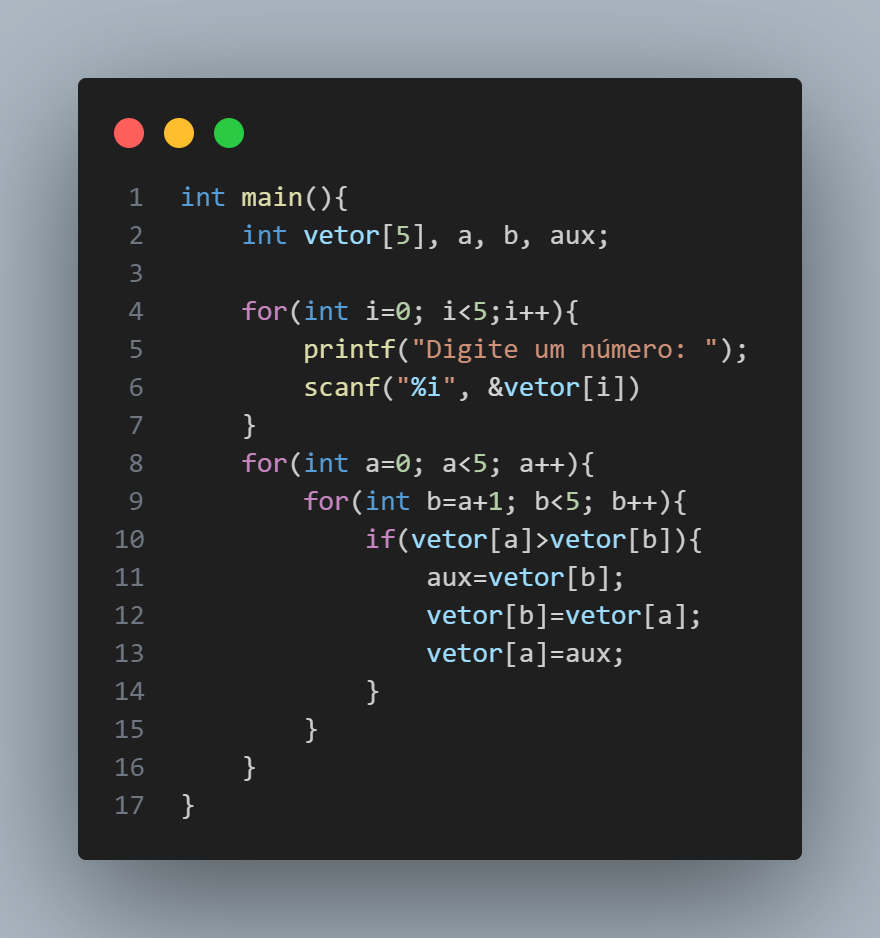 1 int main(){
2     int vetor[5], a, b, aux;
3
4     for(int i=0; i<5;i++){
5         printf("Digite um número: ");
6         scanf("%i", &vetor[i])
7     }
8     for(int a=0; a<5; a++){
9         for(int b=a+1; b<5; b++){
10             if(vetor[a]>vetor[b]){
11                 aux=vetor[b];
12                 vetor[b]=vetor[a];
13                 vetor[a]=aux;
14             }
15         }
16     }
17 }